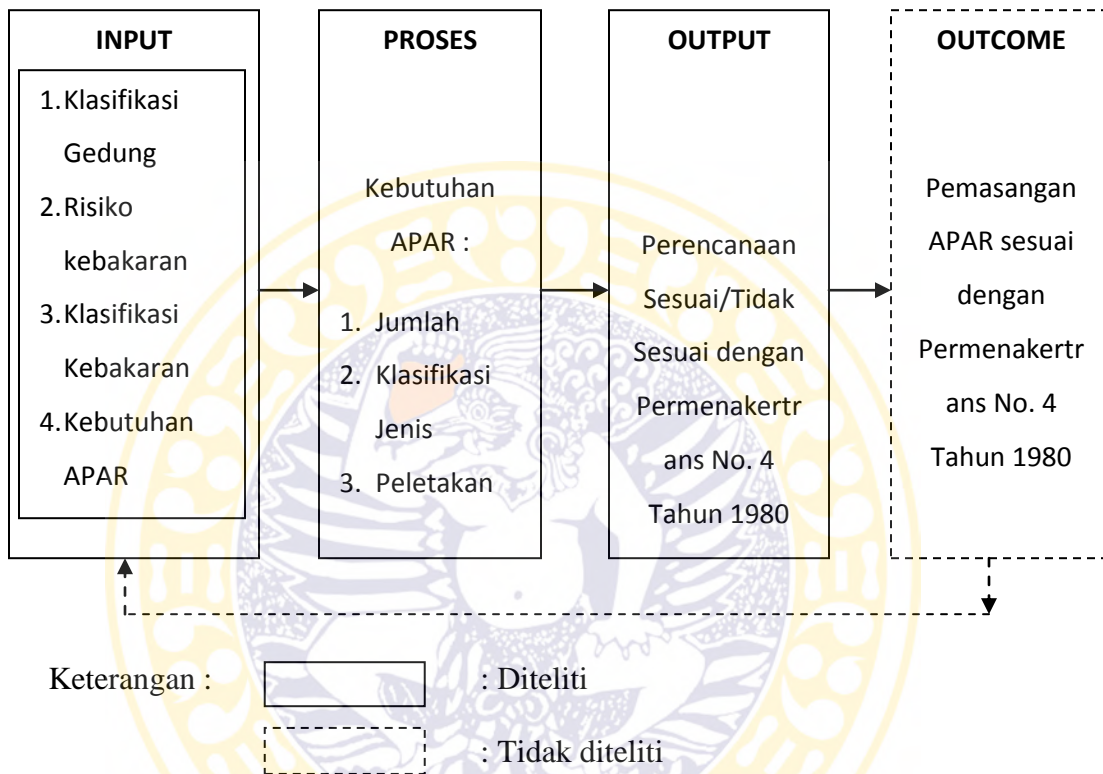 INPUT
1.Klasifikasi
Gedung
2.Risiko
kebakaran
3.Klasifikasi
Kebakaran
4.Kebutuhan
APAR
PROSES
Kebutuhan
APAR :
1. Jumlah
2. Klasifikasi
Jenis
3. Peletakan
OUTPUT
Perencanaan
Sesuai/Tidak
Sesuai dengan
Permenakertr
ans No. 4
Tahun 1980
OUTCOME
Pemasangan
APAR sesuai
dengan
Permenakertr
ans No. 4
Tahun 1980
Keterangan :
: Diteliti
: Tidak diteliti